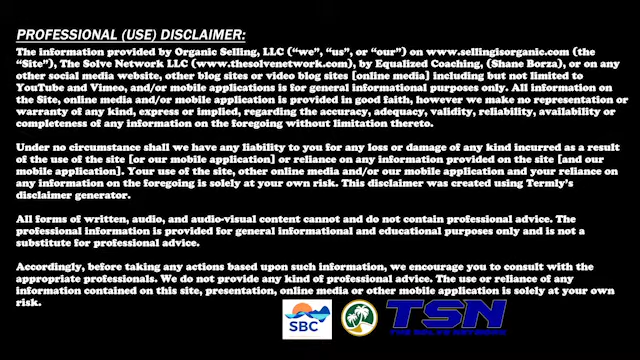 PROFESSIONAL (USE) DISCLAIMER:
The information provided by Organic Selling, LLC (“we”, “us”, or “our”) on www.sellingisorganic.com (the
“Site”), The Solve Network LLC (www.thesolvenetwork.com), by Equalized Coaching, (Shane Borza), or on any
other social media website, other blog sites or video blog sites [online media] including but not limited to
YouTube and Vimeo, and/or mobile applications is for general informational purposes only. All information on
the Site, online media and/or mobile application is provided in good faith, however we make no representation or
warranty of any kind, express or implied, regarding the accuracy, adequacy, validity, reliability, availability or
completeness of any information on the foregoing without limitation thereto.
Under no circumstance shall we have any liability to you for any loss or damage of any kind incurred as a result
of the use of the site [or our mobile application] or reliance on any information provided on the site [and our
mobile application]. Your use of the site, other online media and/or our mobile application and your reliance on
any information on the foregoing is solely at your own risk. This disclaimer was created using Termly’s
disclaimer generator.
All forms of written, audio, and audio-visual content cannot and do not contain professional advice. The
professional information is provided for general informational and educational purposes only and is not a
substitute for professional advice.
Accordingly, before taking any actions based upon such information, we encourage you to consult with the
appropriate professionals. We do not provide any kind of professional advice. The use or reliance of any
information contained on this site, presentation, online media or other mobile application is solely at your own
risk.
SBC
TSN
THE SOLVE NETWORK